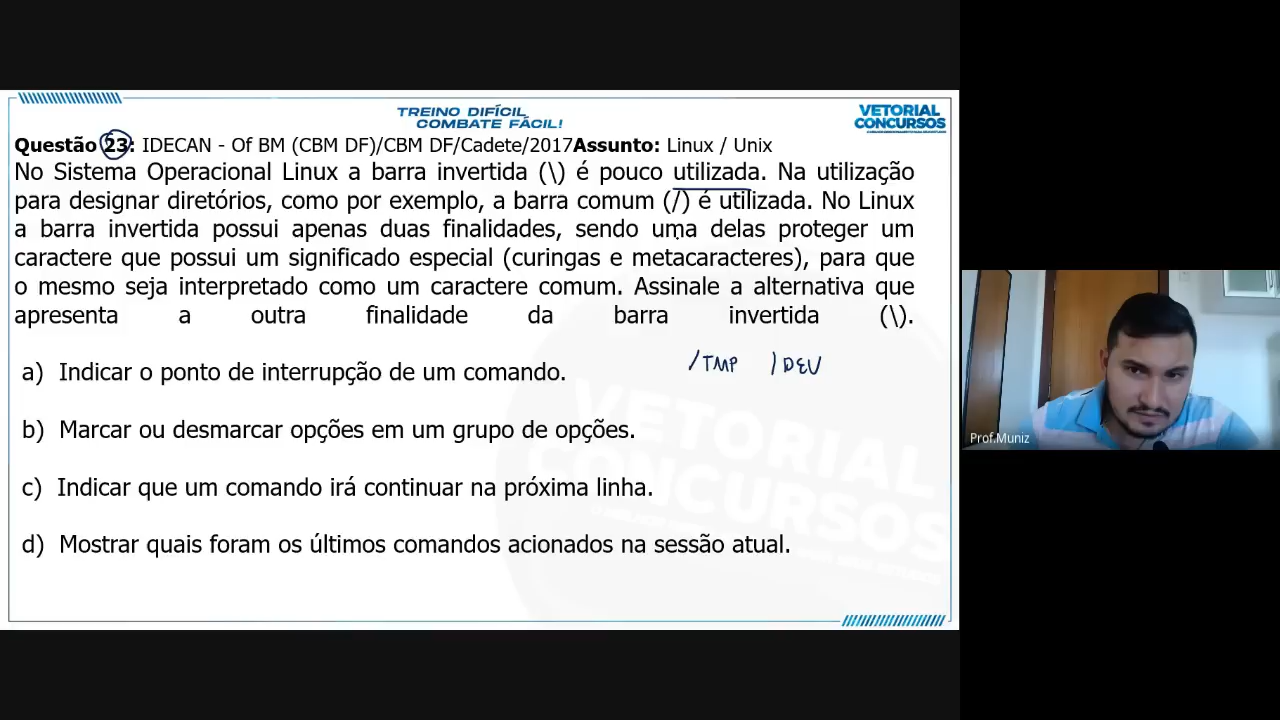 TREINO DIFÍCIL
COMBATE FÁCIL!
VETORIAL
CONCURSOS
Questão 23: IDECAN - Of BM (CBM DF)/CBM DF/Cadete/2017Assunto: Linux / Unix
No Sistema Operacional Linux a barra invertida (\) é pouco utilizada. Na utilização
para designar diretórios, como por exemplo, a barra comum (/) é utilizada. No Linux
a barra invertida possui apenas duas finalidades, sendo uma delas proteger um
caractere que possui um significado especial (curingas e metacaracteres), para que
o mesmo seja interpretado como um caractere comum. Assinale a alternativa que
apresenta a outra finalidade da barra invertida (\).
/TMP /DEV
a) Indicar o ponto de interrupção de um comando.
b) Marcar ou desmarcar opções em um grupo de opções.
c) Indicar que um comando irá continuar na próxima linha.
d) Mostrar quais foram os últimos comandos acionados na sessão atual.
VETORIAL
CONCURSOS
Prof.Muniz